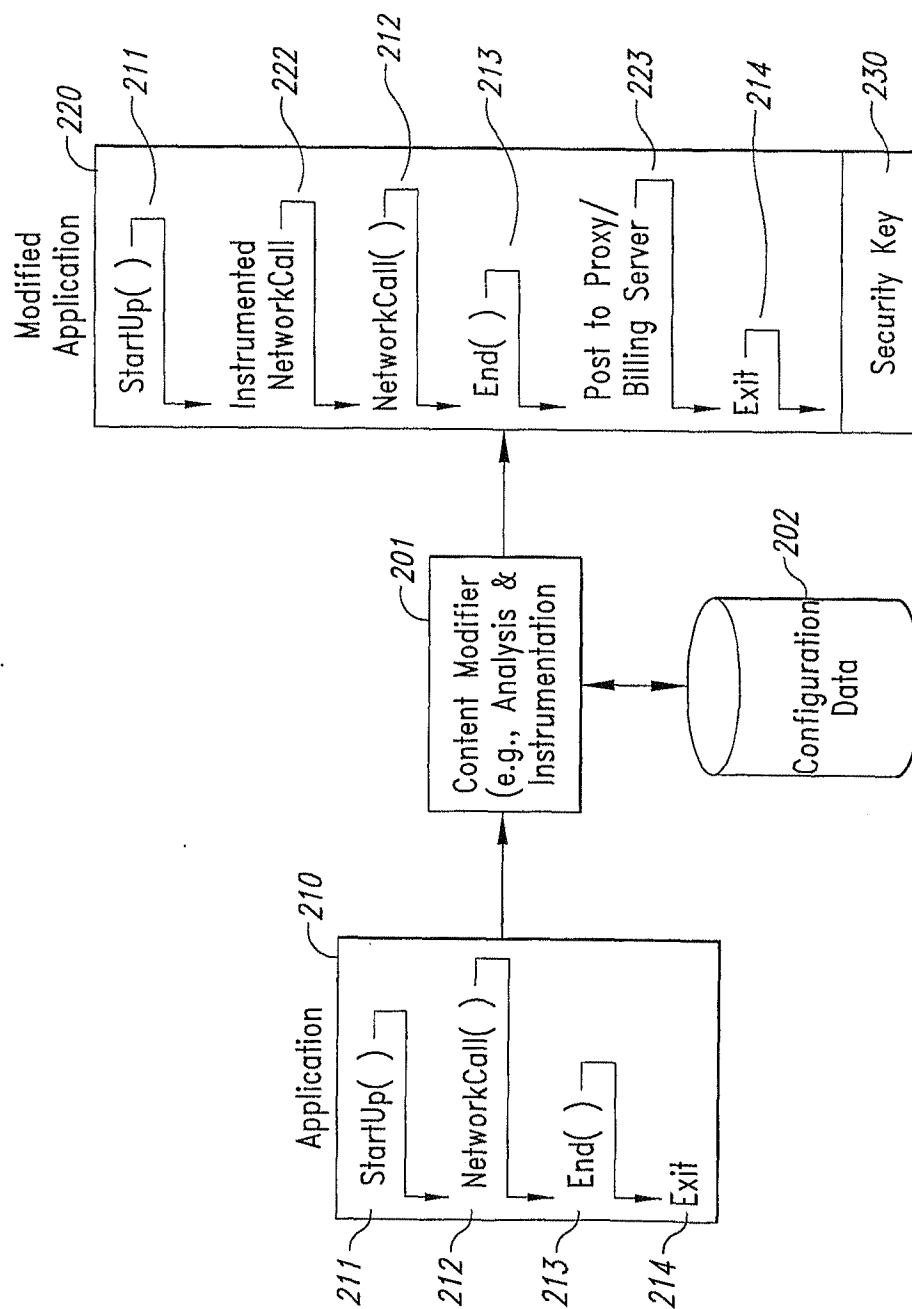 Application
210
StartUp( )
211
NetworkCall( )
212
End( )
213
Exit
214
201
Content Modifier
(e.g., Analysis &
Instrumentation
202
Configuration
Data
Modified
Application
220
StartUp( )
211
Instrumented
NetworkCall
222
NetworkCall( )
212
End( )
213
Post to Proxy/
Billing Server
223
Exit
214
Security Key
230